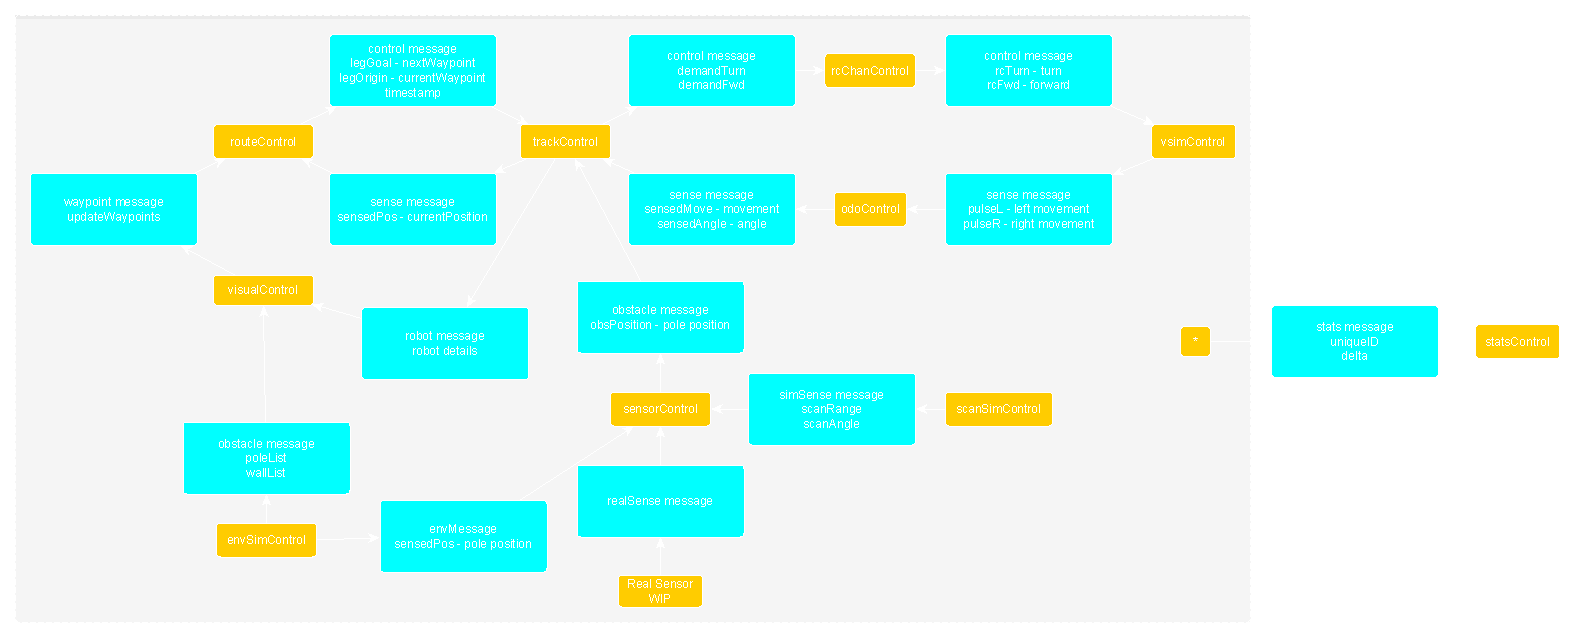 control message
legGoal - nextWaypoint
legOrigin - currentWaypoint
timestamp
control message
demandTurn
demandFwd
rcChanControl
control message
rcTurn - turn
rcFwd - forward
routeControl
trackControl
vsimControl
waypoint message
updateWaypoints
sense message
sensedPos - currentPosition
sense message
sensedMove - movement
sensedAngle - angle
odoControl
sense message
pulseL - left movement
pulseR - right movement
visualControl
robot message
robot details
obstacle message
obsPosition - pole position
*
stats message
uniqueID
delta
statsControl
sensorControl
simSense message
scanRange
scanAngle
scanSimControl
obstacle message
poleList
wallList
realSense message
envSimControl
envMessage
sensedPos - pole position
Real Sensor
WIP